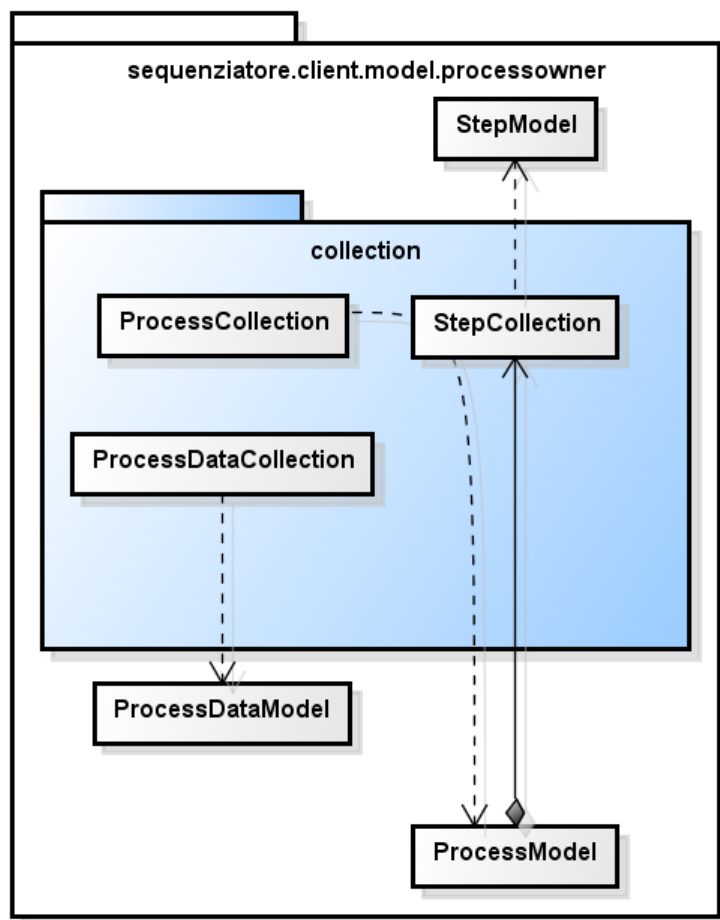 sequenziatore.client.model.processowner
StepModel
collection
ProcessCollection
StepCollection
ProcessDataCollection
ProcessDataModel
ProcessModel